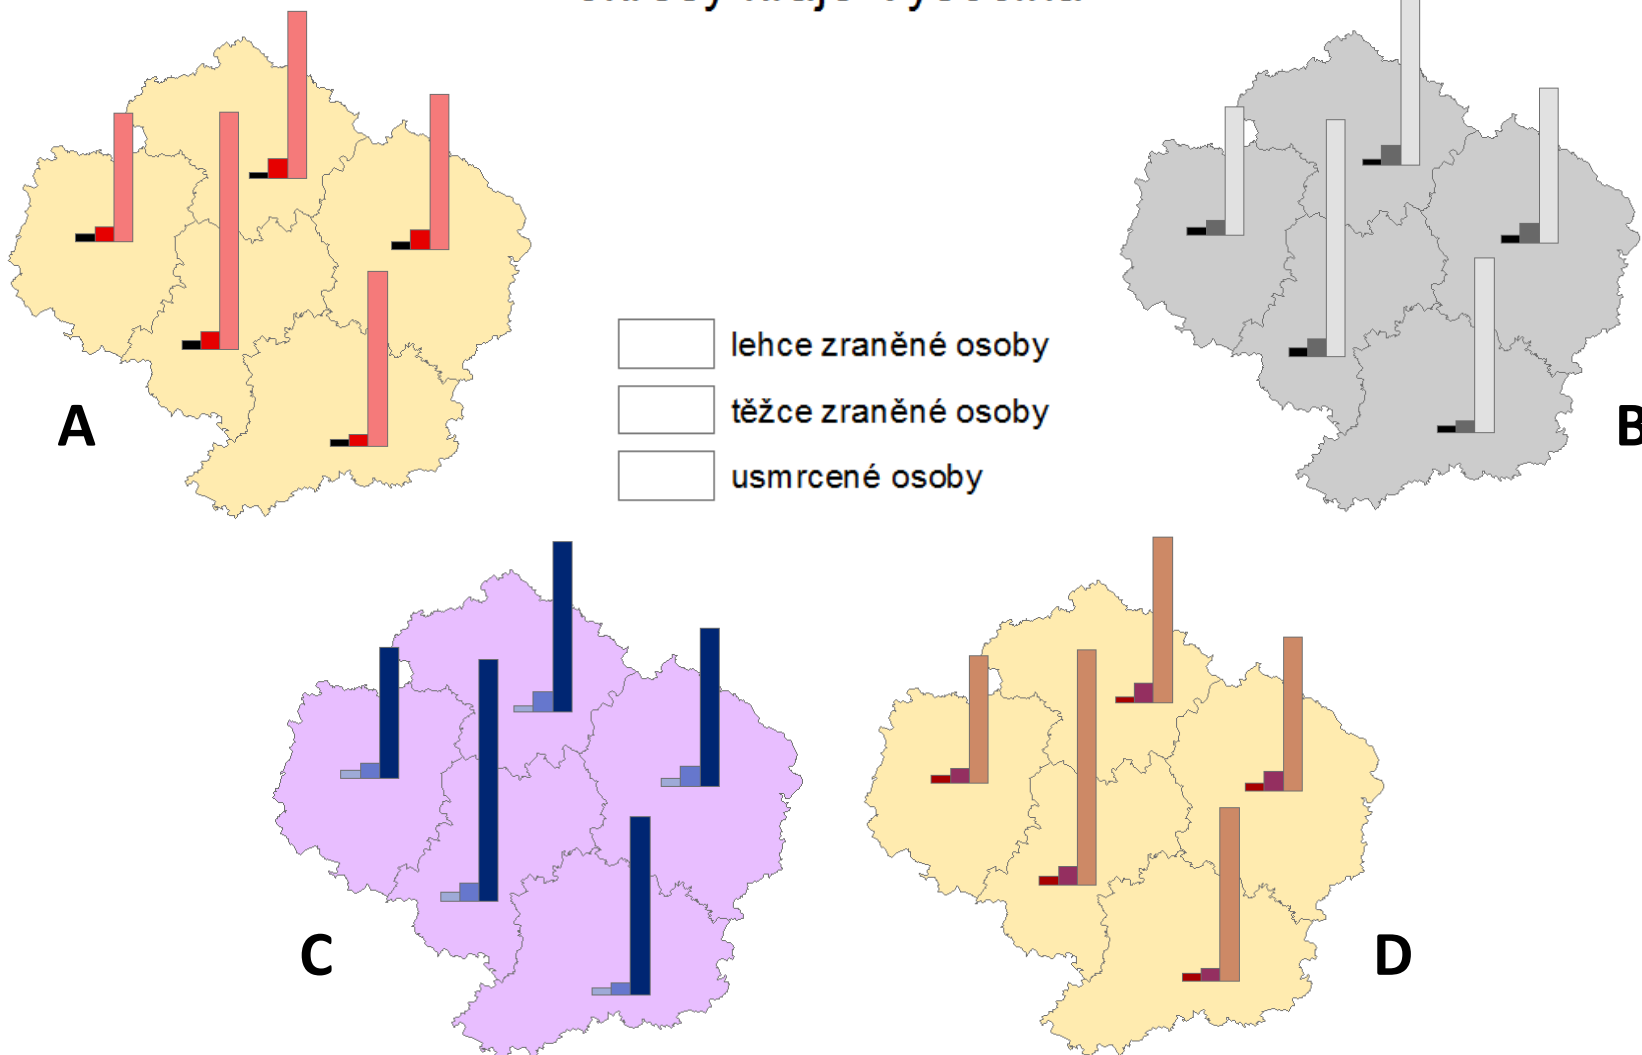 A
B
lehce zraněné osoby
těžce zraněné osoby
usmrcené osoby
C
D